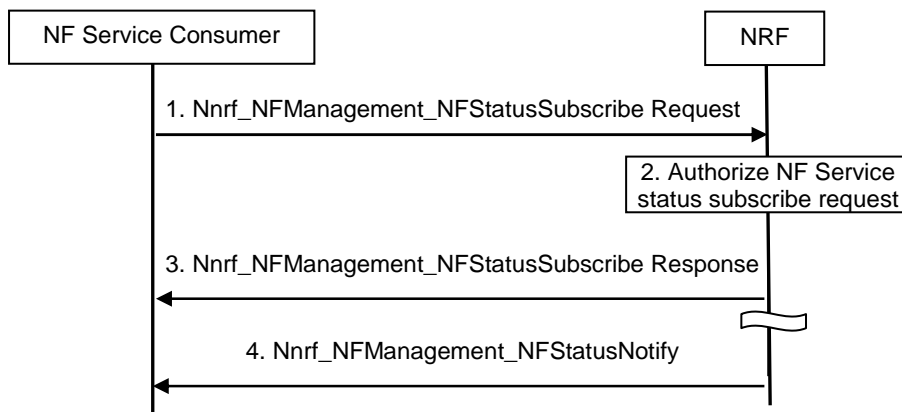 NF Service Consumer
NRF
1. Nnrf_NFManagement_NFStatusSubscribe Request
2. Authorize NF Service
status subscribe request
3. Nnrf_NFManagement_NFStatusSubscribe Response
4. Nnrf_NFManagement_NFStatusNotify